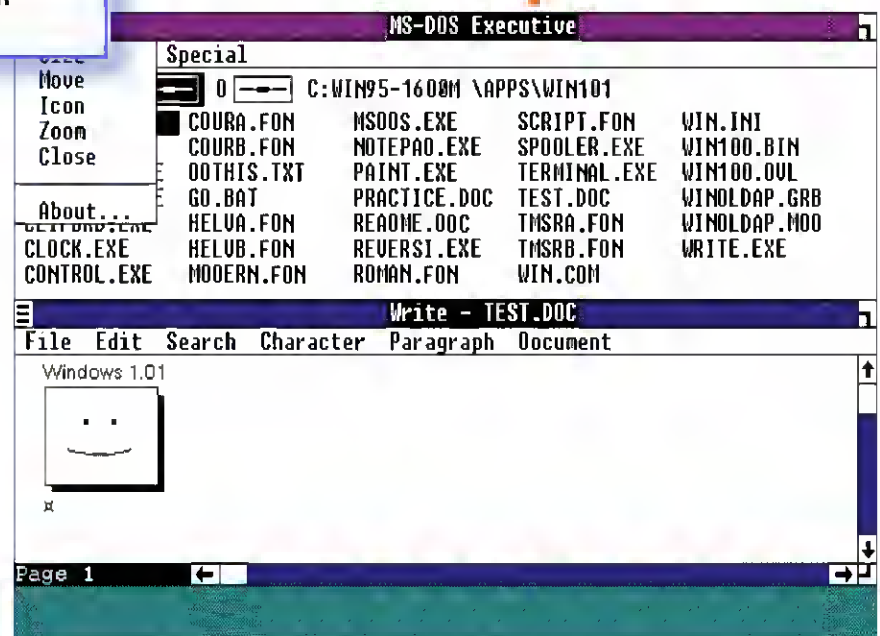 MS-DOS Executive
Special
Move
Icon
Zoom
Close
About...
D C:WIN95-1600M \APPS\WIN101
COURA.FON MSDOS.EXE SCRIPT.FON WIN.INI
COURB.FON NOTEPAD.EXE SPOOLER.EXE WIN100.BIN
DOTHIS.TXT PAINT.EXE TERMINAL.EXE WIN100.OVL
GO.BAT PRACTICE.DOC TEST.DOC WINOLDAP.GRB
HELVA.FON README.DOC TMSRA.FON WINOLDAP.MOD
CLOCK.EXE HELVB.FON REVERSI.EXE TMSRB.FON WRITE.EXE
CONTROL.EXE MODERN.FON ROMAN.FON WIN.COM
Write - TEST.DOC
File Edit Search Character Paragraph Document
Windows 1.01
¤
Page 1